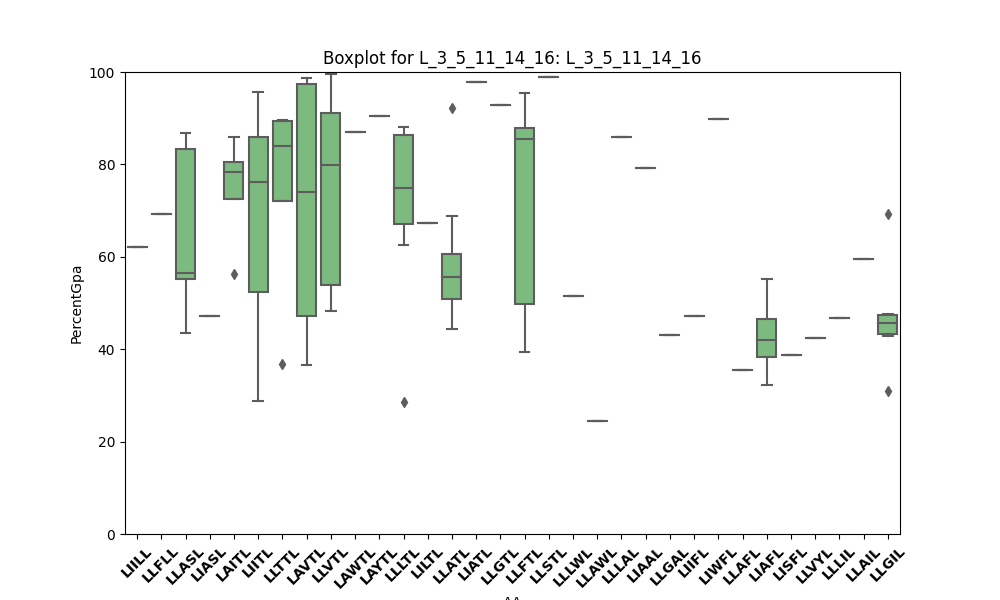 Boxplot for L_3_5_11_14_16: L_3_5_11_14_16
PercentGpa
100
80
60
40
20
0
LIILL
LLFLL
LLASL
LIASL
LAITL
LIITL
LLTTL
LAVTL
LLVTL
LAWTL
LAYTL
LLLTL
LILTL
LLATL
LIATL
LLGTL
LLFTL
LLSTL
LLLWL
LLAWL
LLLAL
LIAAL
LLGAL
LIIFL
LIWFL
LLAFL
LIAFL
LISFL
LLVYL
LLLIL
LLAIL
LLGIL